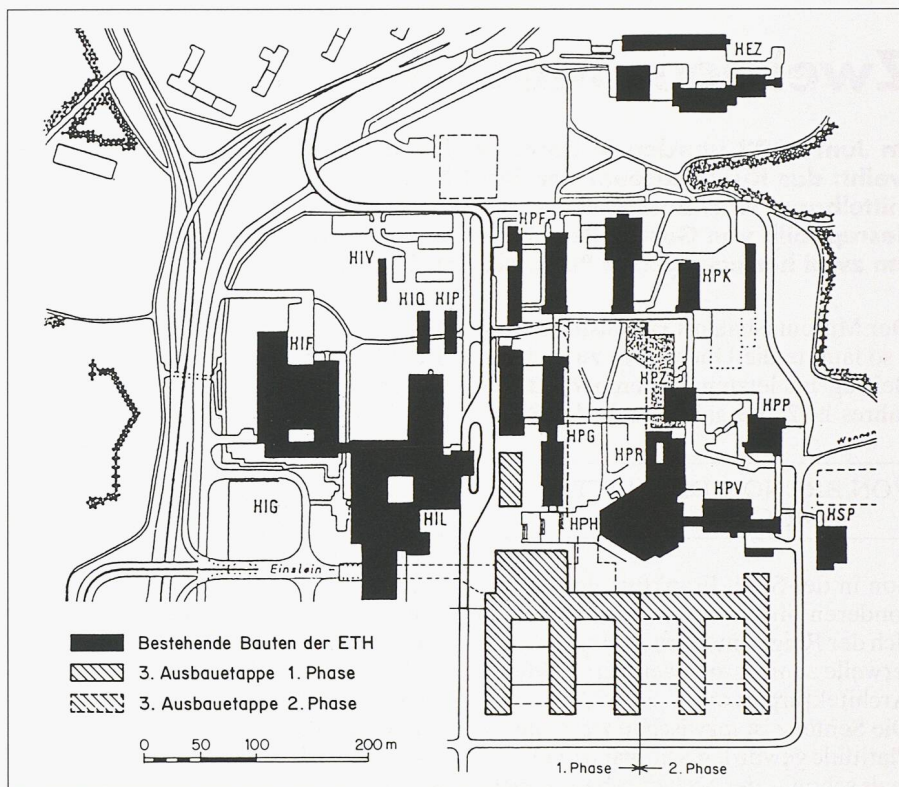 HEZ
HPF
HIV
HPK
HIQ HIP
HIF
HPZ
HPP
HPG
HPR
HIG
HIL
HPH
HPV
HSP
Einstein
Bestehende Bauten der ETH
3. Ausbauetappe 1. Phase
3. Ausbauetappe 2. Phase
0 50 100 200 m
1. Phase
2. Phase